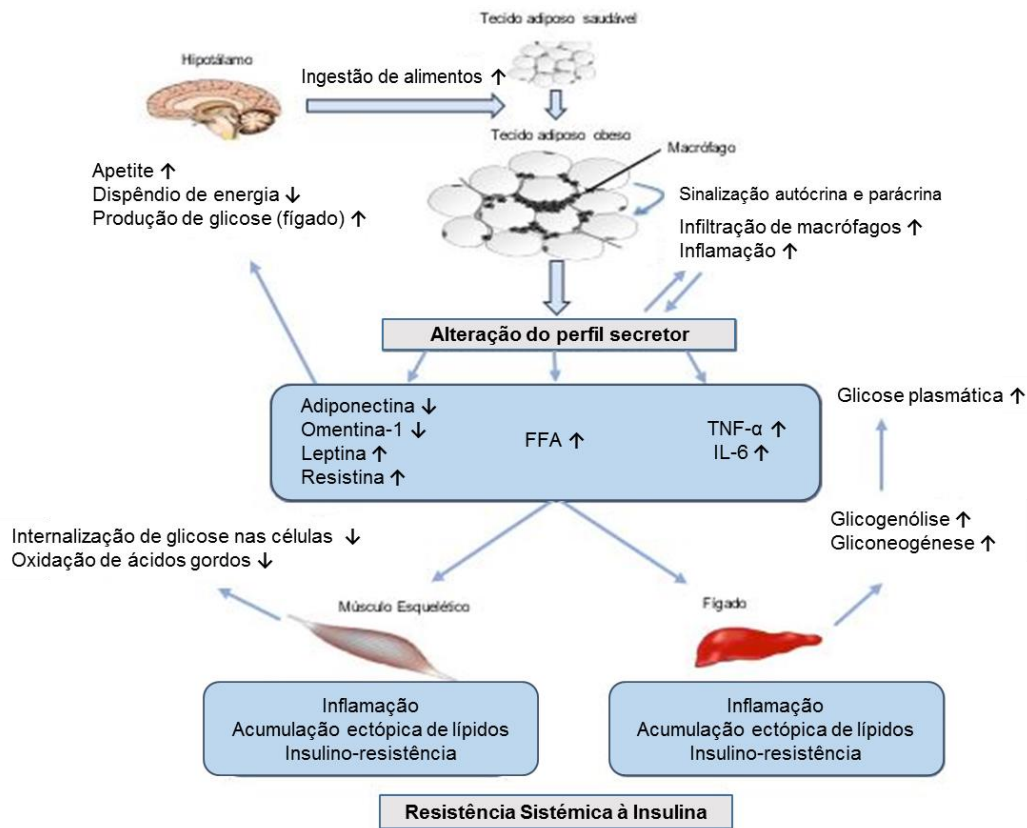 Tecido adiposo saudável
Hipotálamo
Ingestão de alimentos ↑
Tecido adiposo obeso
Macrófago
Apetite ↑
Dispêndio de energia ↓
Produção de glicose (fígado) ↑
Sinalização autócrina e parácrina
Infiltração de macrófagos ↑
Inflamação ↑
Alteração do perfil secretor
Adiponectina ↓
Omentina-1 ↓
Leptina ↑
Resistina ↑
FFA ↑
TNF-α ↑
IL-6 ↑
Glicose plasmática ↑
Internalização de glicose nas células ↓
Oxidação de ácidos gordos ↓
Glicogenólise ↑
Gliconeogénese ↑
Músculo Esquelético
Fígado
Inflamação
Acumulação ectópica de lípidos
Insulino-resistência
Inflamação
Acumulação ectópica de lípidos
Insulino-resistência
Resistência Sistémica à Insulina